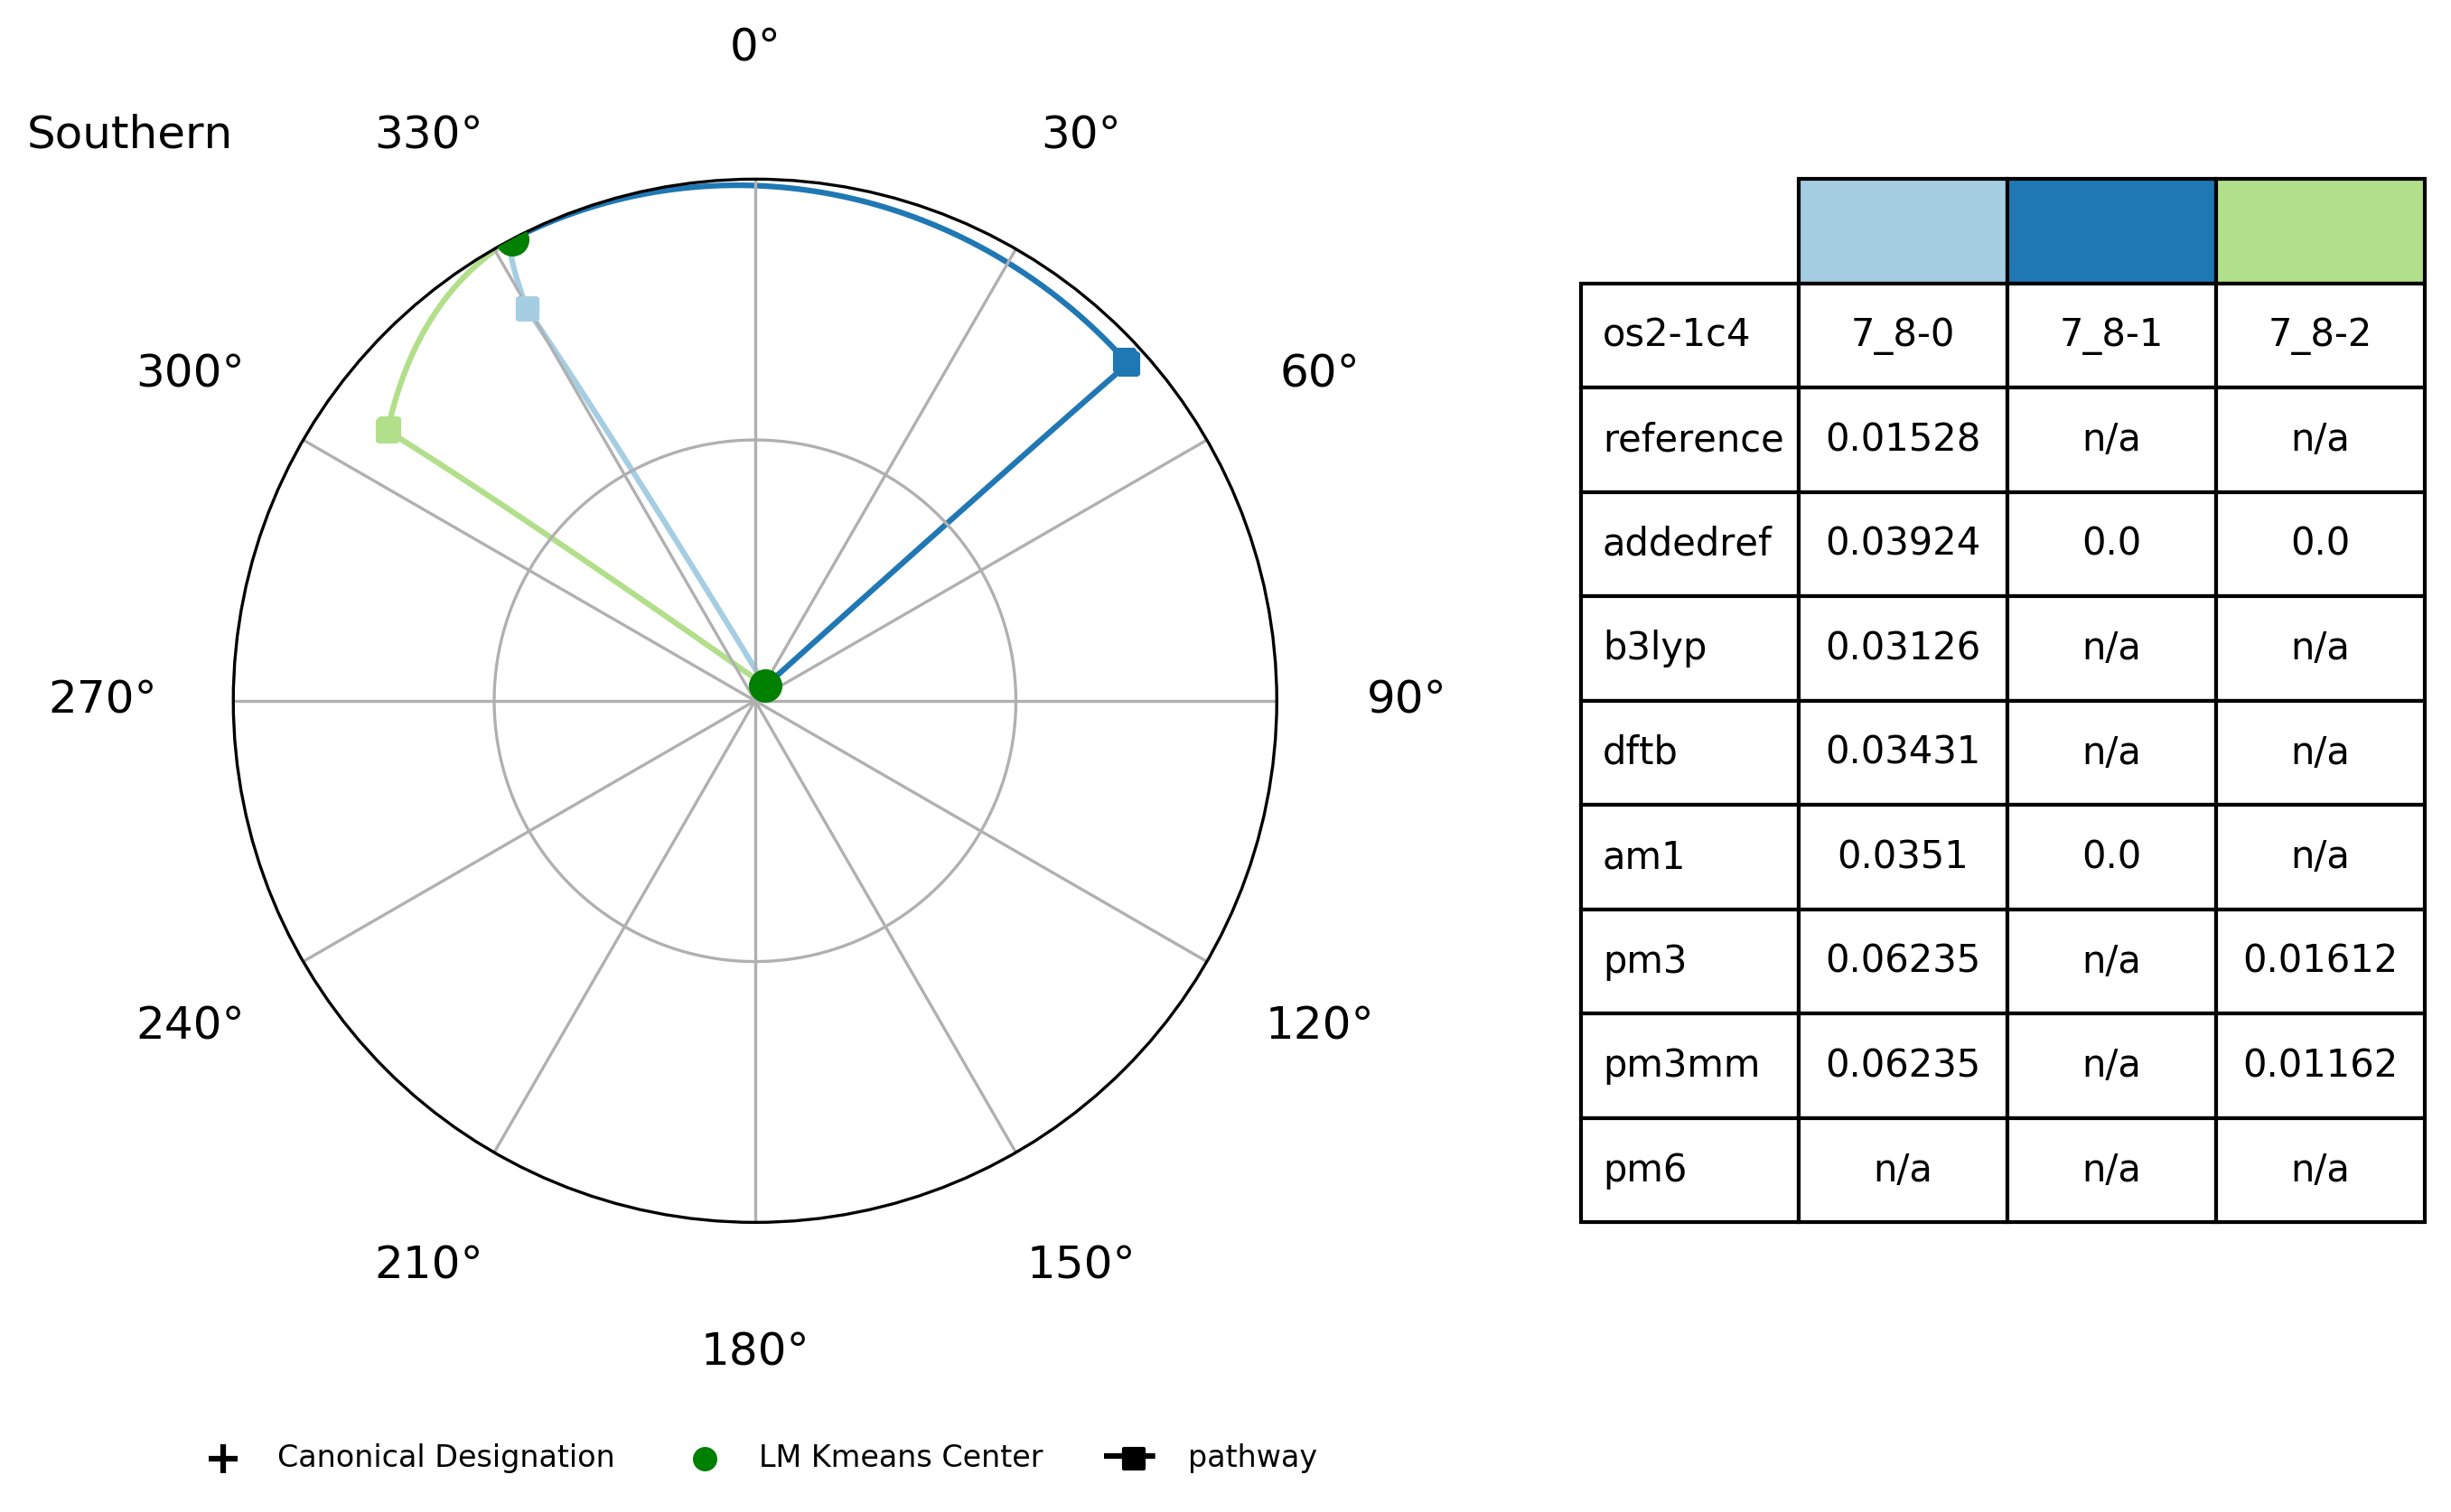 0°
Southern
330°
30°
300°
60°
270°
90°
240°
120°
210°
150°
180°
os2-1c4 7_8-0 7_8-1 7_8-2
reference 0.01528 n/a n/a
addedref 0.03924 0.0 0.0
b3lyp 0.03126 n/a n/a
dftb 0.03431 n/a n/a
am1 0.0351 0.0 n/a
pm3 0.06235 n/a 0.01612
pm3mm 0.06235 n/a 0.01162
pm6 n/a n/a n/a
Canonical Designation LM Kmeans Center pathway